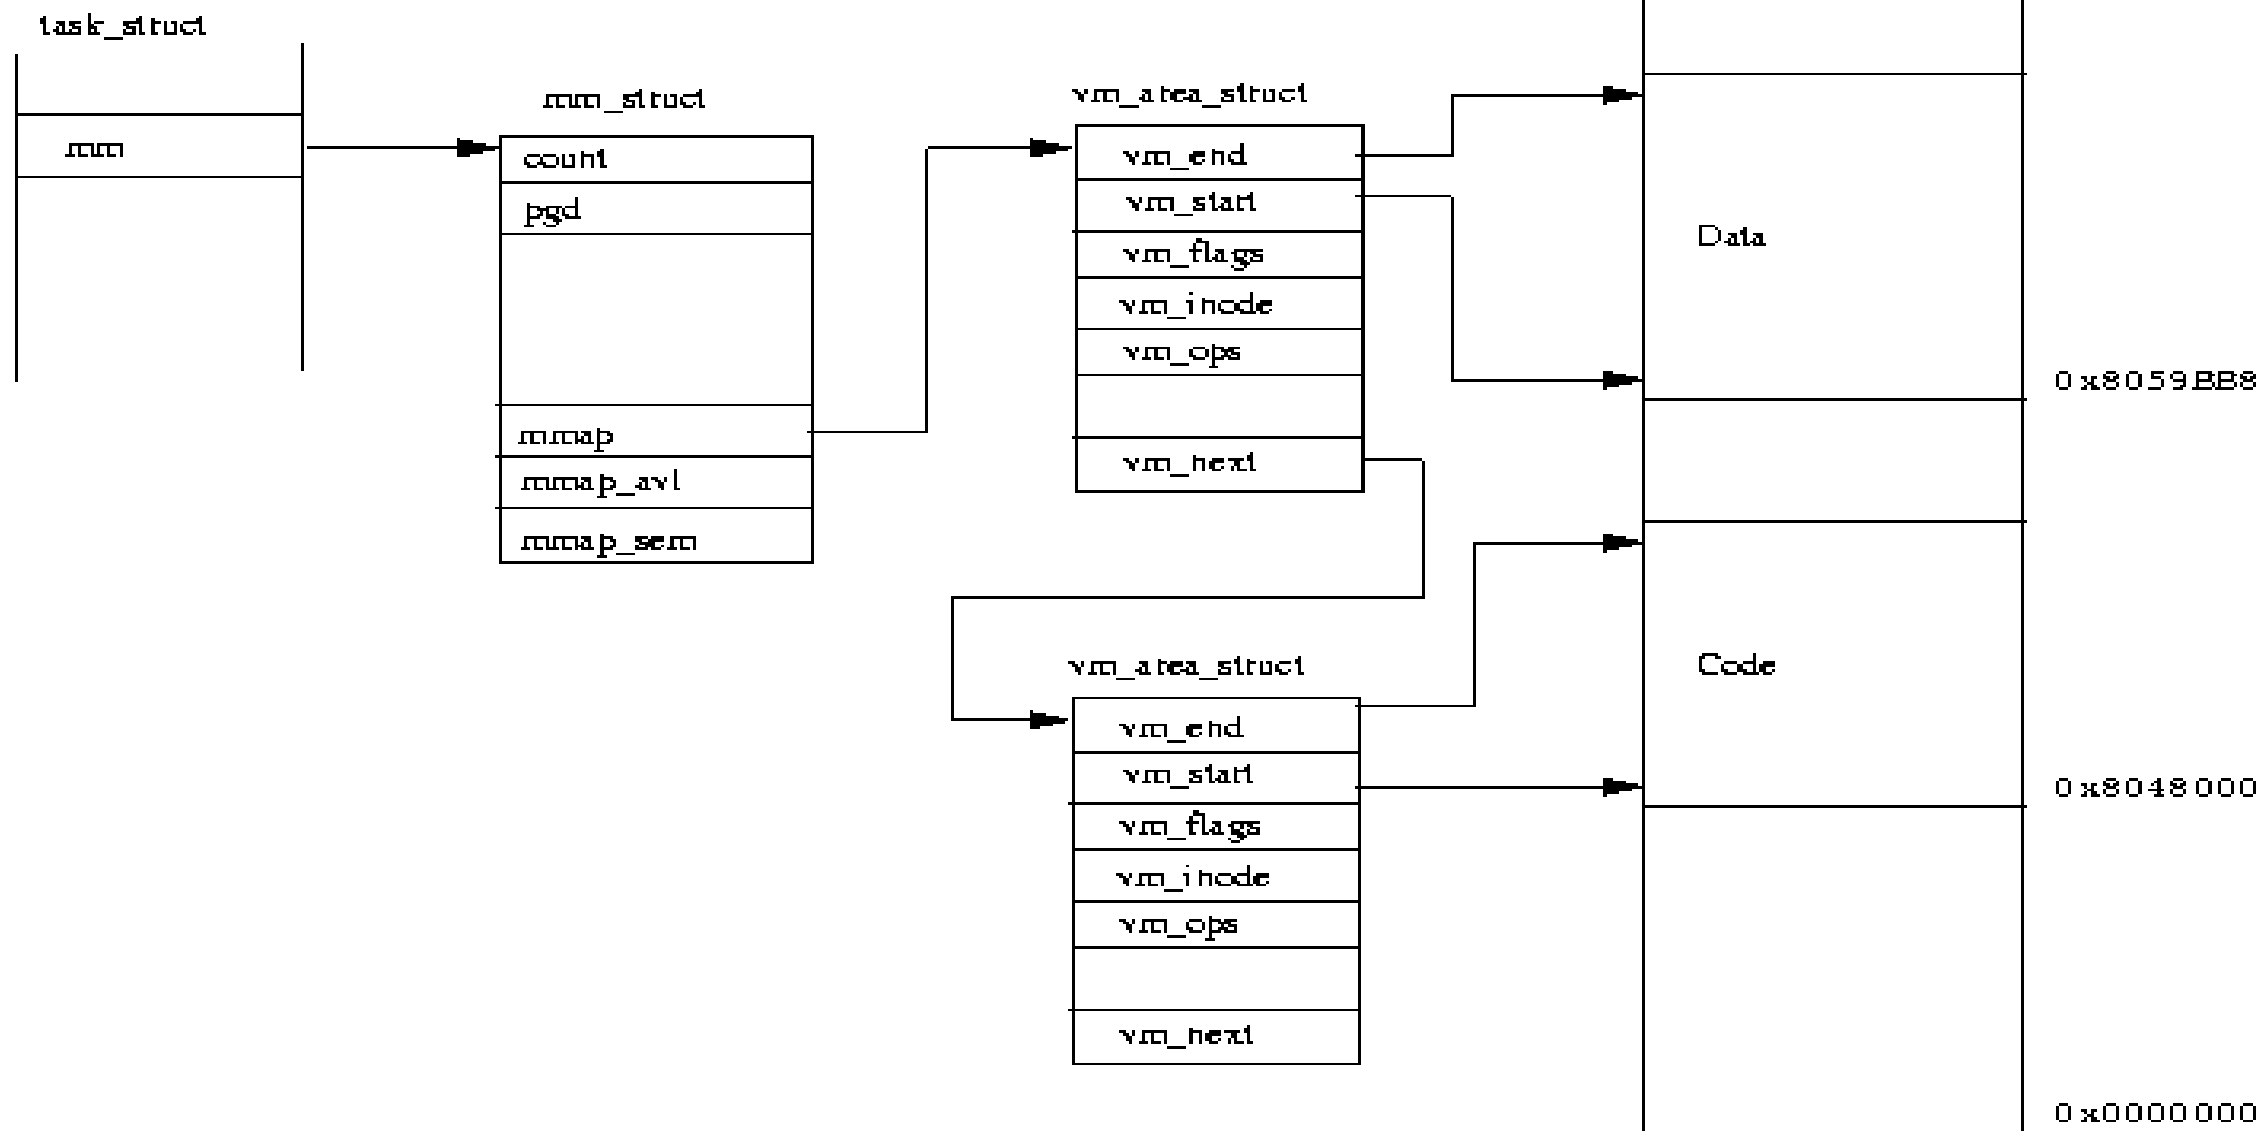 task_struct
mm
mm_struct
count
pgd
mmap
mmap_avl
mmap_sem
vm_area_struct
vm_end
vm_start
vm_flags
vm_inode
vm_ops
vm_next
vm_area_struct
vm_end
vm_start
vm_flags
vm_inode
vm_ops
vm_next
Data
0x8059BB8
Code
0x8048000
0x0000000